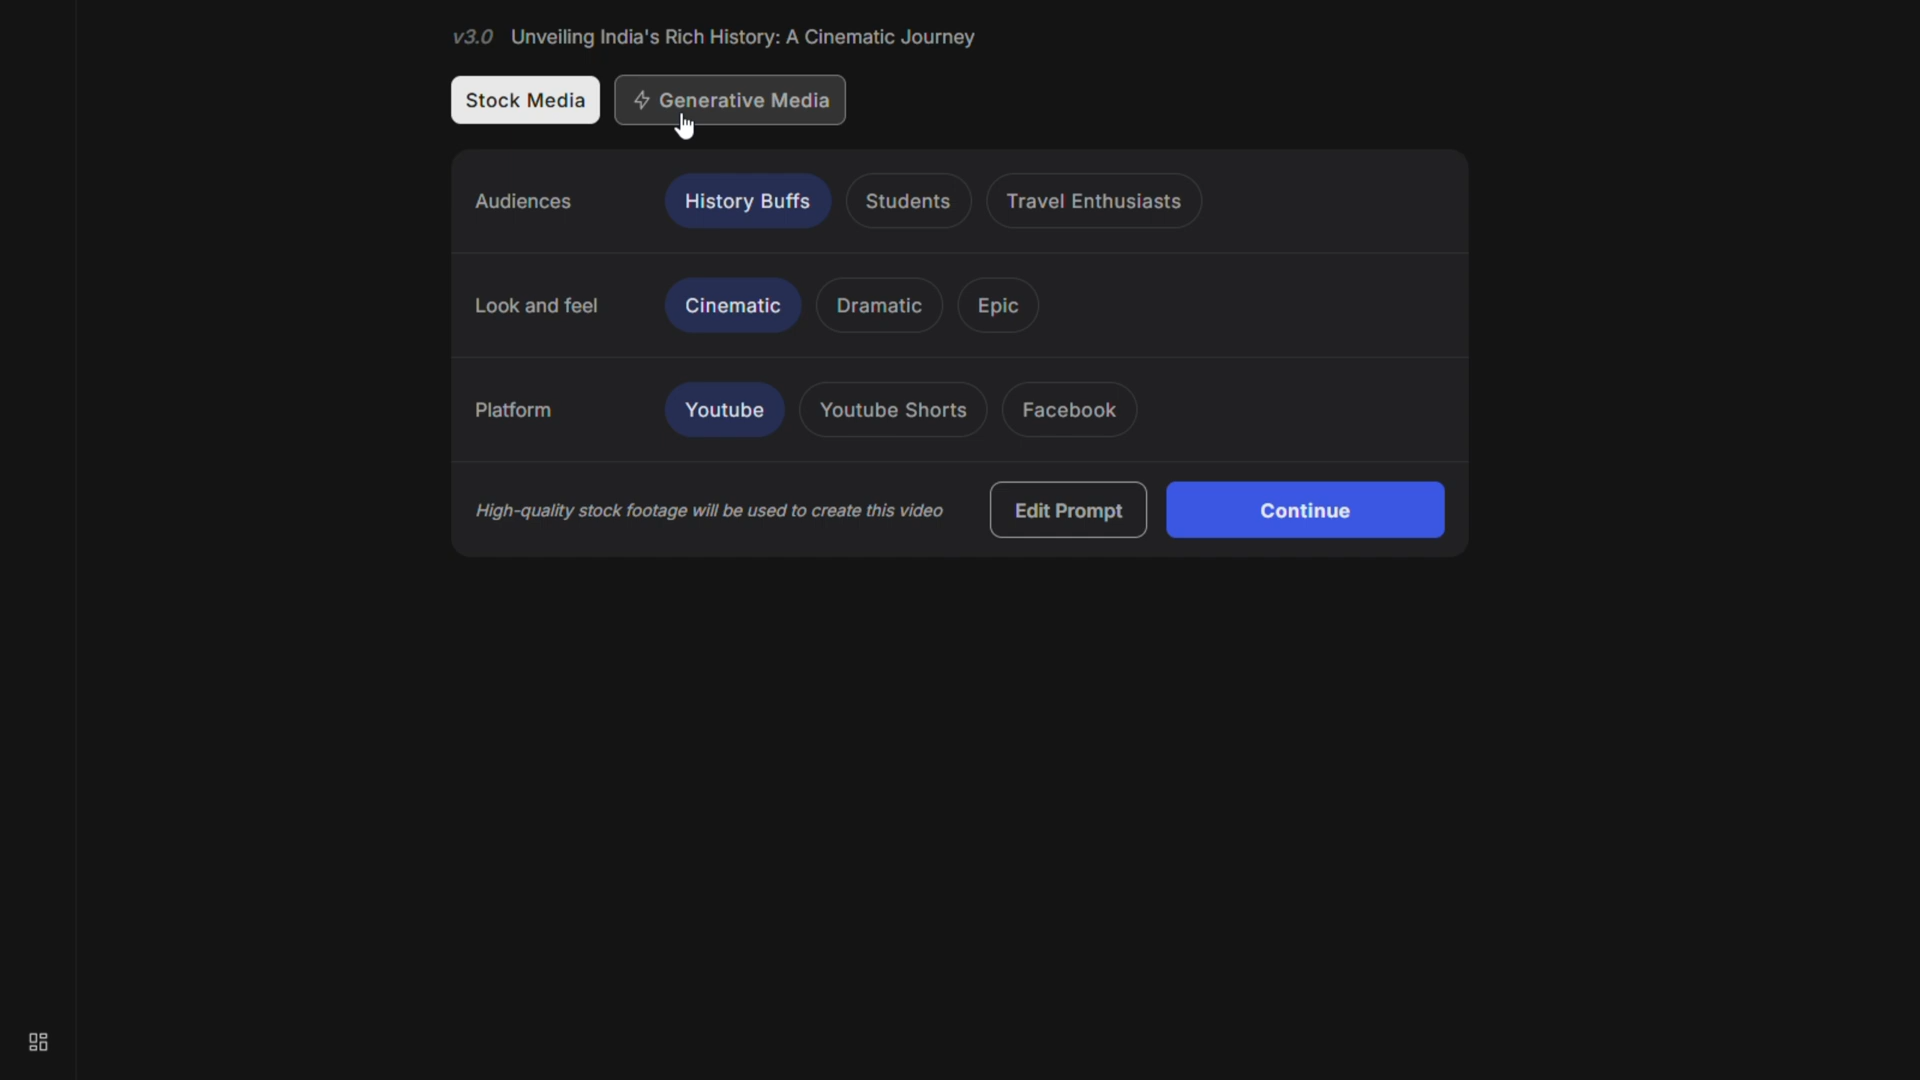 v3.0 Unveiling India's Rich History: A Cinematic Journey
Stock Media Generative Media
Audiences History Buffs Students Travel Enthusiasts
Look and feel Cinematic Dramatic Epic
Platform Youtube Youtube Shorts Facebook
High-quality stock footage will be used to create this video Edit Prompt Continue